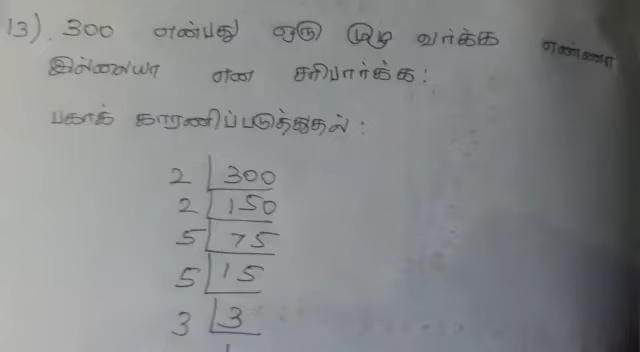 13). 300 என்பது ஒரு முழு வர்க்க எண்ணா
இல்லையா என சரிபார்க்க:
பகாக் காரணிப்படுத்துதல்:
2 | 300
2 | 150
5 | 75
5 | 15
3 | 3
1